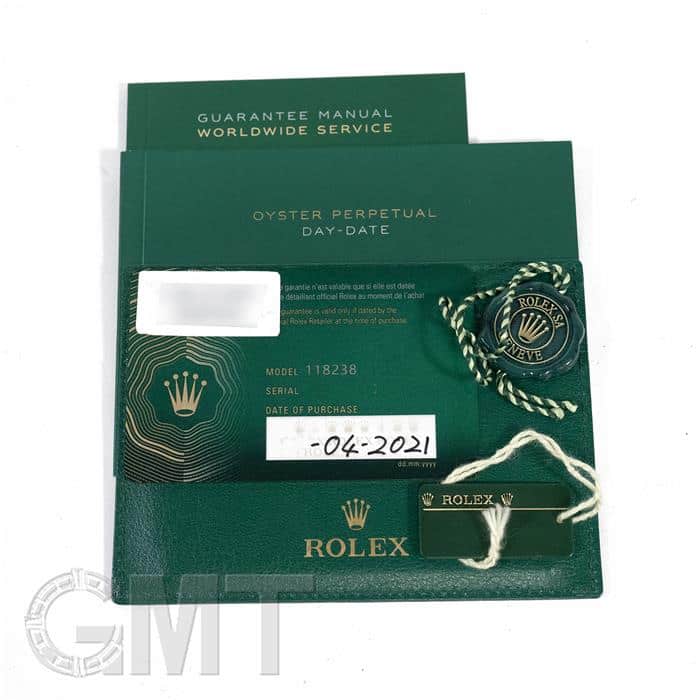 GUARANTEE MANUAL
WORLDWIDE SERVICE
OYSTER PERPETUAL
DAY-DATE
garantie n'est valable que si elle est datée
détaillant officiel Rolex au moment de l'achat
guarantee is valid only if dated by the
Rolex Retailer at the time of purchase.
MODEL 118238
SERIAL
DATE OF PURCHASE
-04-2021
dd.mm.yyyy
ROLEX SA
ROLEX
ROLEX
GMT